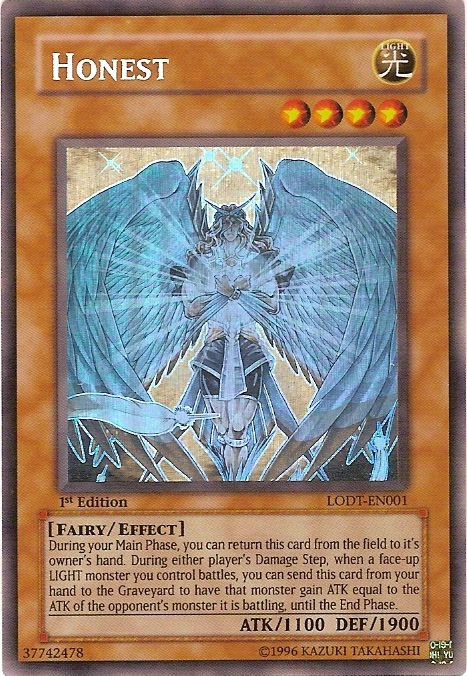 HONEST
LIGHT
光
1st Edition
LODT-EN001
[FAIRY/EFFECT]
During your Main Phase, you can return this card from the field to it's
owner's hand. During either player's Damage Step, when a face-up
LIGHT monster you control battles, you can send this card from your
hand to the Graveyard to have that monster gain ATK equal to the
ATK of the opponent's monster it is battling, until the End Phase.
ATK/1100 DEF/1900
37742478
©1996 KAZUKI TAKAHASHI